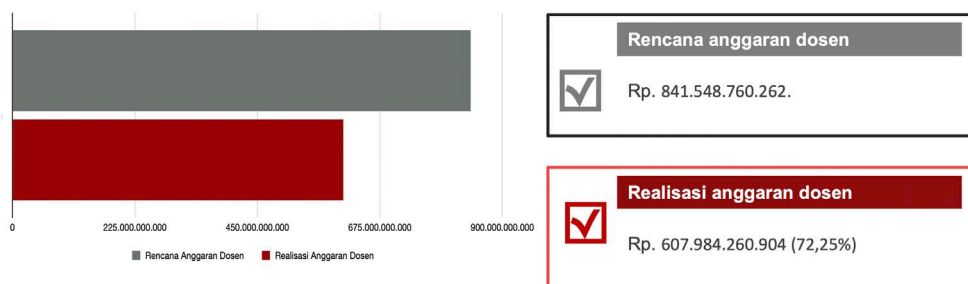 0
225.000.000.000
450.000.000.000
675.000.000.000
900.000.000.000
Rencana Anggaran Dosen
Realisasi Anggaran Dosen
Rencana anggaran dosen
Rp. 841.548.760.262.
Realisasi anggaran dosen
Rp. 607.984.260.904 (72,25%)